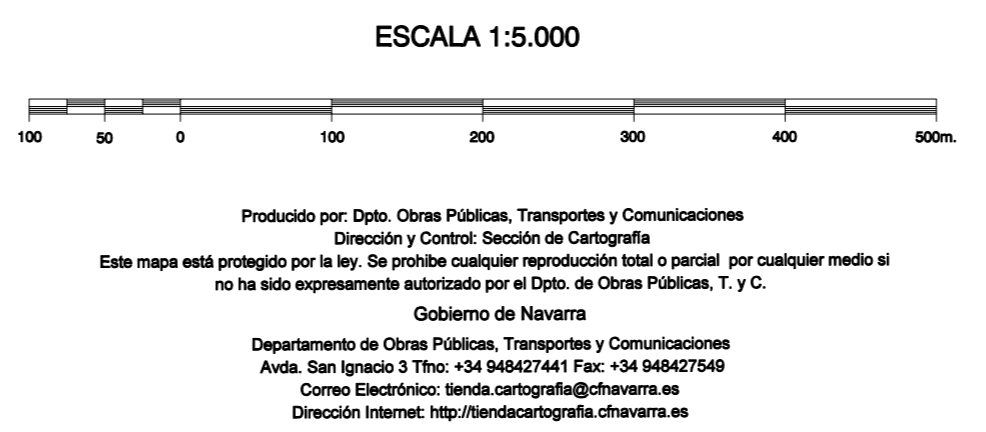 ESCALA 1:5.000
100 50 0 100 200 300 400 500m.
Producido por: Dpto. Obras Públicas, Transportes y Comunicaciones
Dirección y Control: Sección de Cartografía
Este mapa está protegido por la ley. Se prohibe cualquier reproducción total o parcial por cualquier medio si
no ha sido expresamente autorizado por el Dpto. de Obras Públicas, T. y C.
Gobierno de Navarra
Departamento de Obras Públicas, Transportes y Comunicaciones
Avda. San Ignacio 3 Tfno: +34 948427441 Fax: +34 948427549
Correo Electrónico: tienda.cartografia@cfnavarra.es
Dirección Internet: http://tiendacartografia.cfnavarra.es